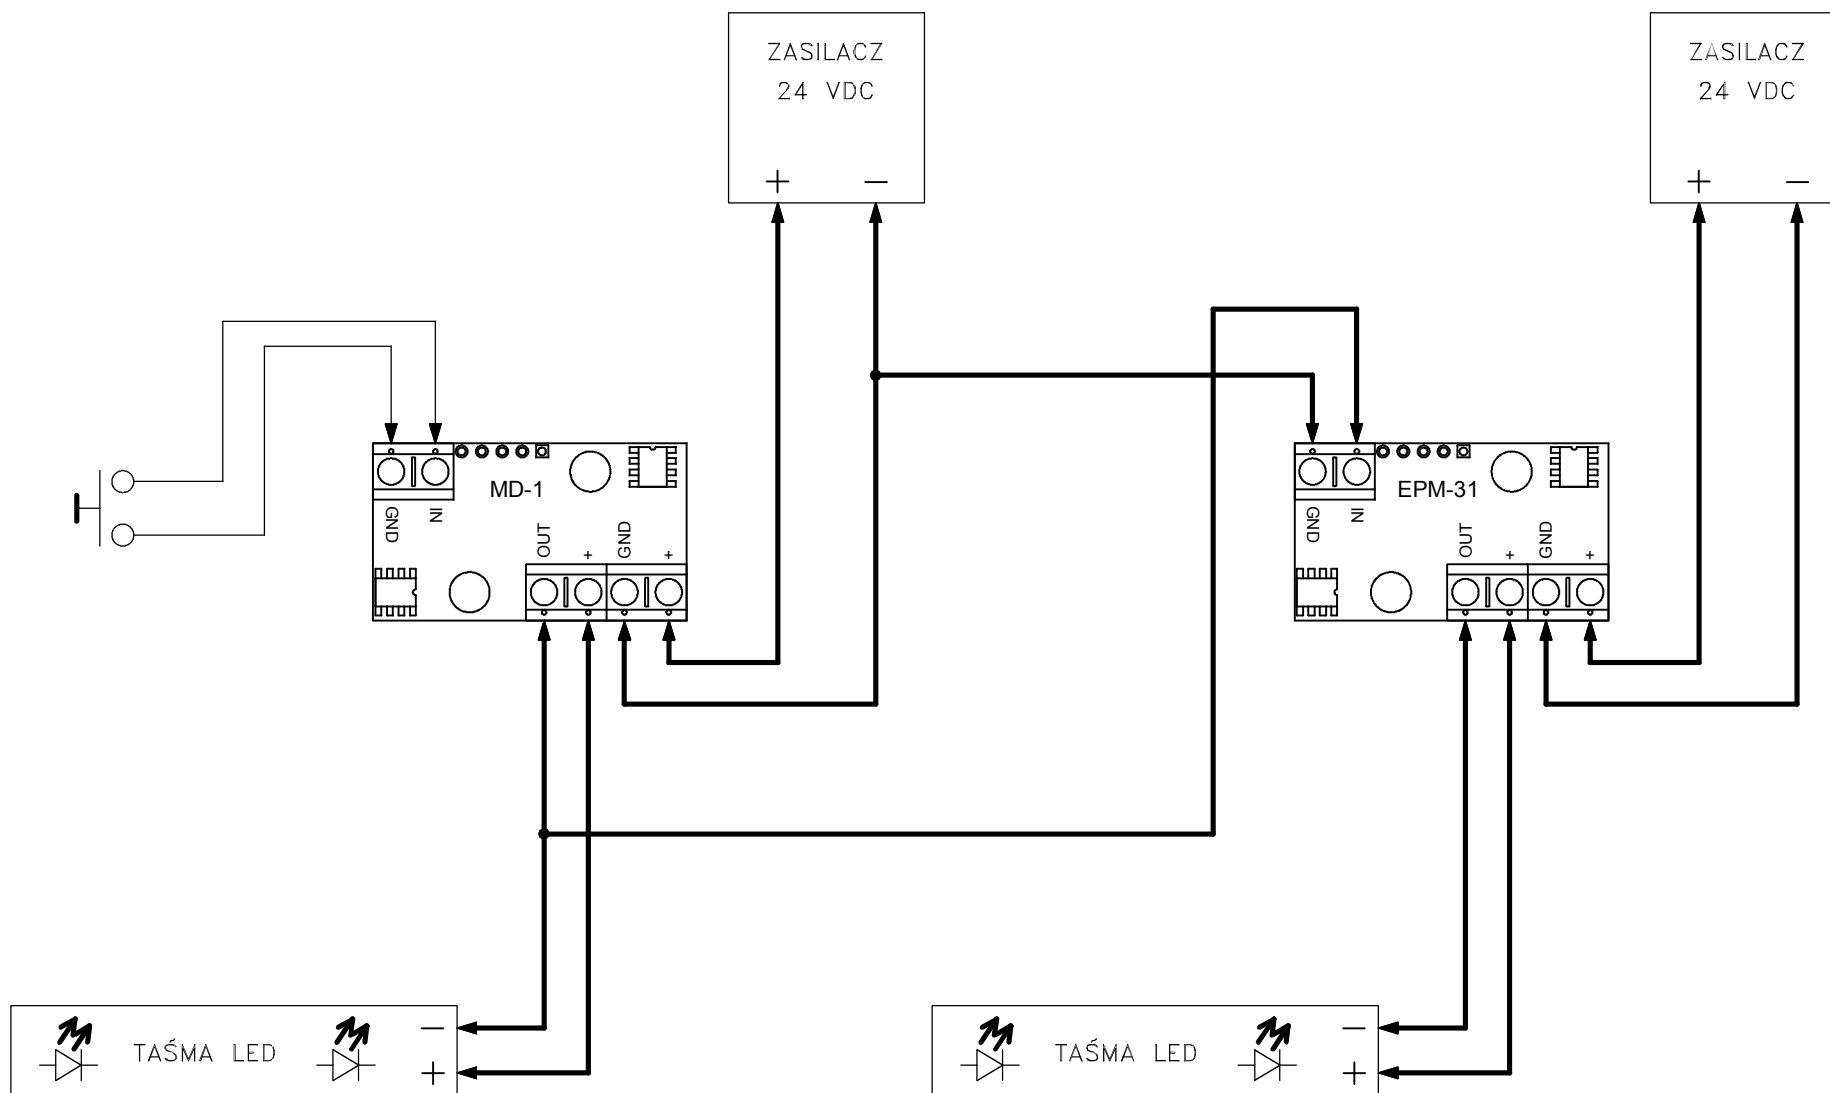 ZASILACZ
24 VDC
+ −
ZASILACZ
24 VDC
+ −
MD-1
GND
IN
OUT
+
GND
+
EPM-31
GND
IN
OUT
+
GND
+
TAŚMA LED
−
+
TAŚMA LED
−
+